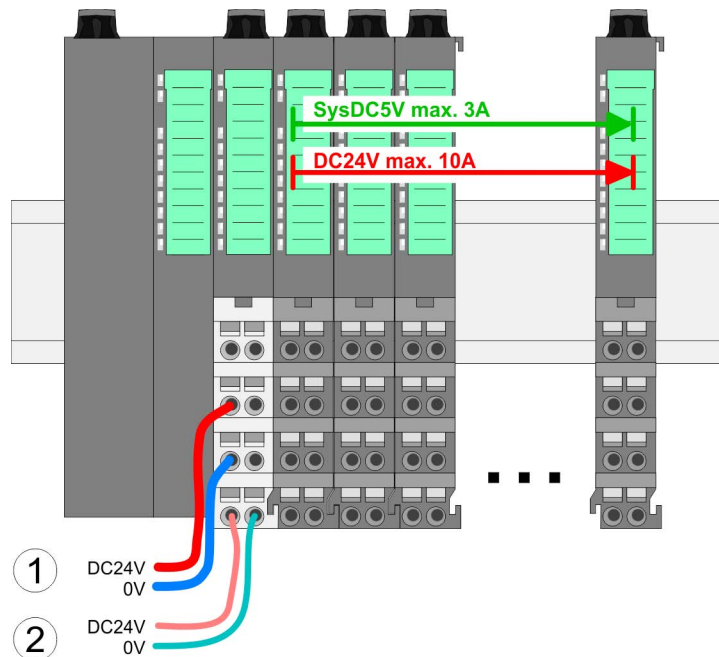 SysDC5V max. 3A
DC24V max. 10A
1 DC24V
0V
2 DC24V
0V